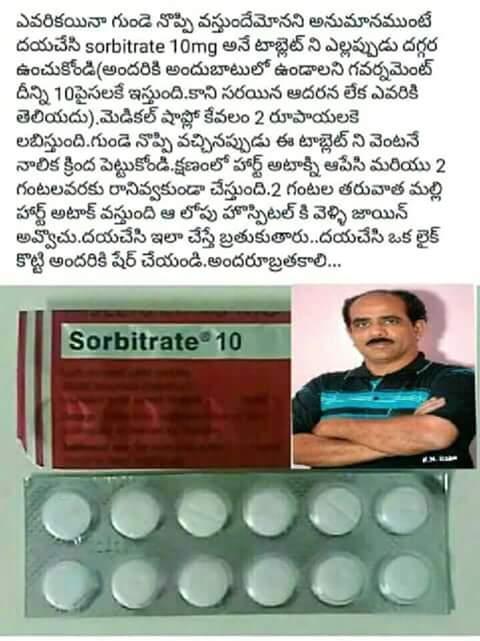 ఎవరికయినా గుండె నొప్పి వస్తుందేమోనని అనుమానముంటే
దయచేసి sorbitrate 10mg అనే టాబ్లెట్ ని ఎల్లప్పుడు దగ్గర
ఉంచుకోండి(అందరికి అందుబాటులో ఉండాలని గవర్నమెంట్
దీన్ని 10పైసలకే ఇస్తుంది.కాని సరయిన ఆదరన లేక ఎవరికి
తెలియదు).మెడికల్ షాప్లో కేవలం 2 రూపాయలకె
లబిస్తుంది.గుండె నొప్పి వచ్చినప్పుడు ఈ టాబ్లెట్ ని వెంటనే
నాలిక క్రింద పెట్టుకోండి.క్షణంలో హార్ట్ అటాక్ని ఆపేసి మరియు 2
గంటలవరకు రానివ్వకుండా చేస్తుంది.2 గంటల తరువాత మల్లి
హార్ట్ అటాక్ వస్తుంది ఆ లోపు హాస్పిటల్ కి వెళ్ళి జాయిన్
అవ్వొచు.దయచేసి ఇలా చేస్తే బ్రతుకుతారు..దయచేసి ఒక లైక్
కొట్టి అందరికి షేర్ చేయండి.అందరూబ్రతకాలి...
Sorbitrate® 10